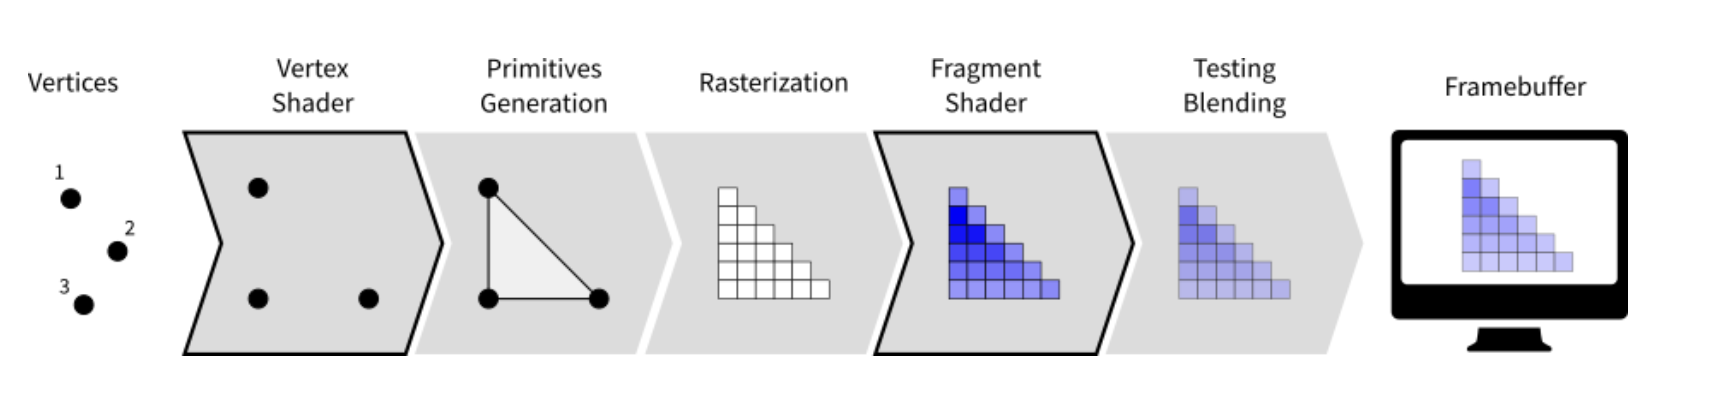 Vertices
Vertex
Shader
Primitives
Generation
Rasterization
Fragment
Shader
Testing
Blending
Framebuffer
1
2
3